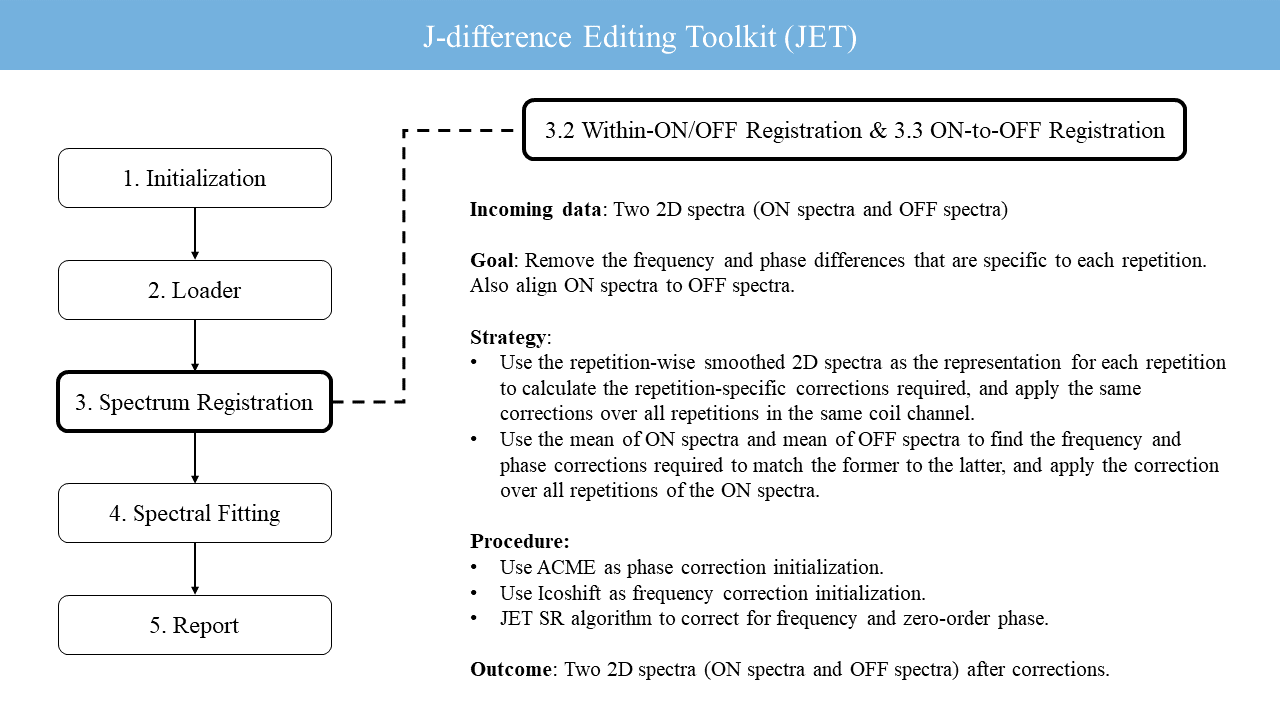 J-difference Editing Toolkit (JET)
1. Initialization
2. Loader
3. Spectrum Registration
4. Spectral Fitting
5. Report
3.2 Within-ON/OFF Registration & 3.3 ON-to-OFF Registration
Incoming data: Two 2D spectra (ON spectra and OFF spectra)
Goal: Remove the frequency and phase differences that are specific to each repetition.
Also align ON spectra to OFF spectra.
Strategy:
• Use the repetition-wise smoothed 2D spectra as the representation for each repetition
to calculate the repetition-specific corrections required, and apply the same
corrections over all repetitions in the same coil channel.
• Use the mean of ON spectra and mean of OFF spectra to find the frequency and
phase corrections required to match the former to the latter, and apply the correction
over all repetitions of the ON spectra.
Procedure:
• Use ACME as phase correction initialization.
• Use Icoshift as frequency correction initialization.
• JET SR algorithm to correct for frequency and zero-order phase.
Outcome: Two 2D spectra (ON spectra and OFF spectra) after corrections.